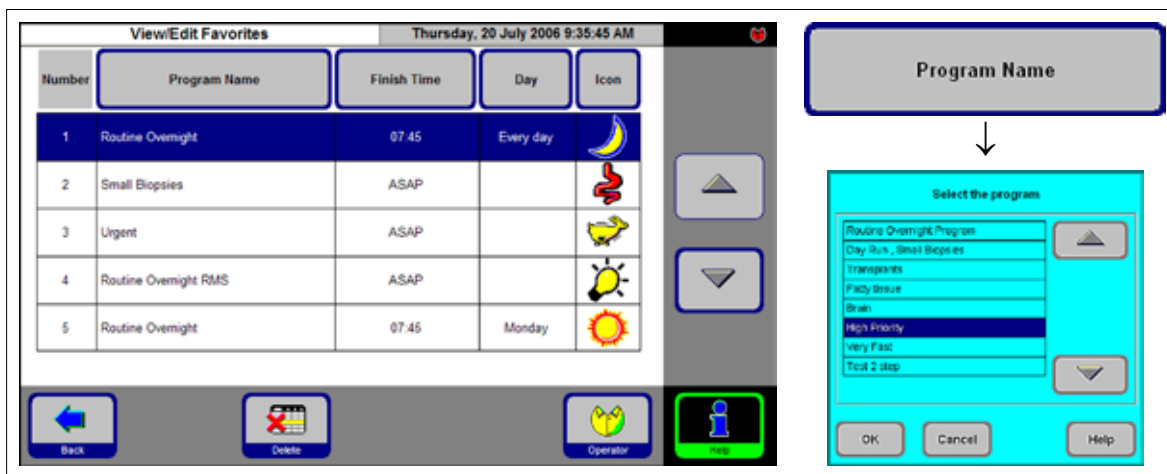 View/Edit Favorites Thursday, 20 July 2006 9:35:45 AM
Number Program Name Finish Time Day Icon
1 Routine Overnight 07:45 Every day
2 Small Biopsies ASAP
3 Urgent ASAP
4 Routine Overnight RMS ASAP
5 Routine Overnight 07:45 Monday
Back Delete Operator Help
Program Name
↓
Select the program
Routine Overnight Program
Day Run , Small Biopsies
Transplants
Fatty tissue
Brain
High Priority
Very Fast
Test 2 step
OK Cancel Help